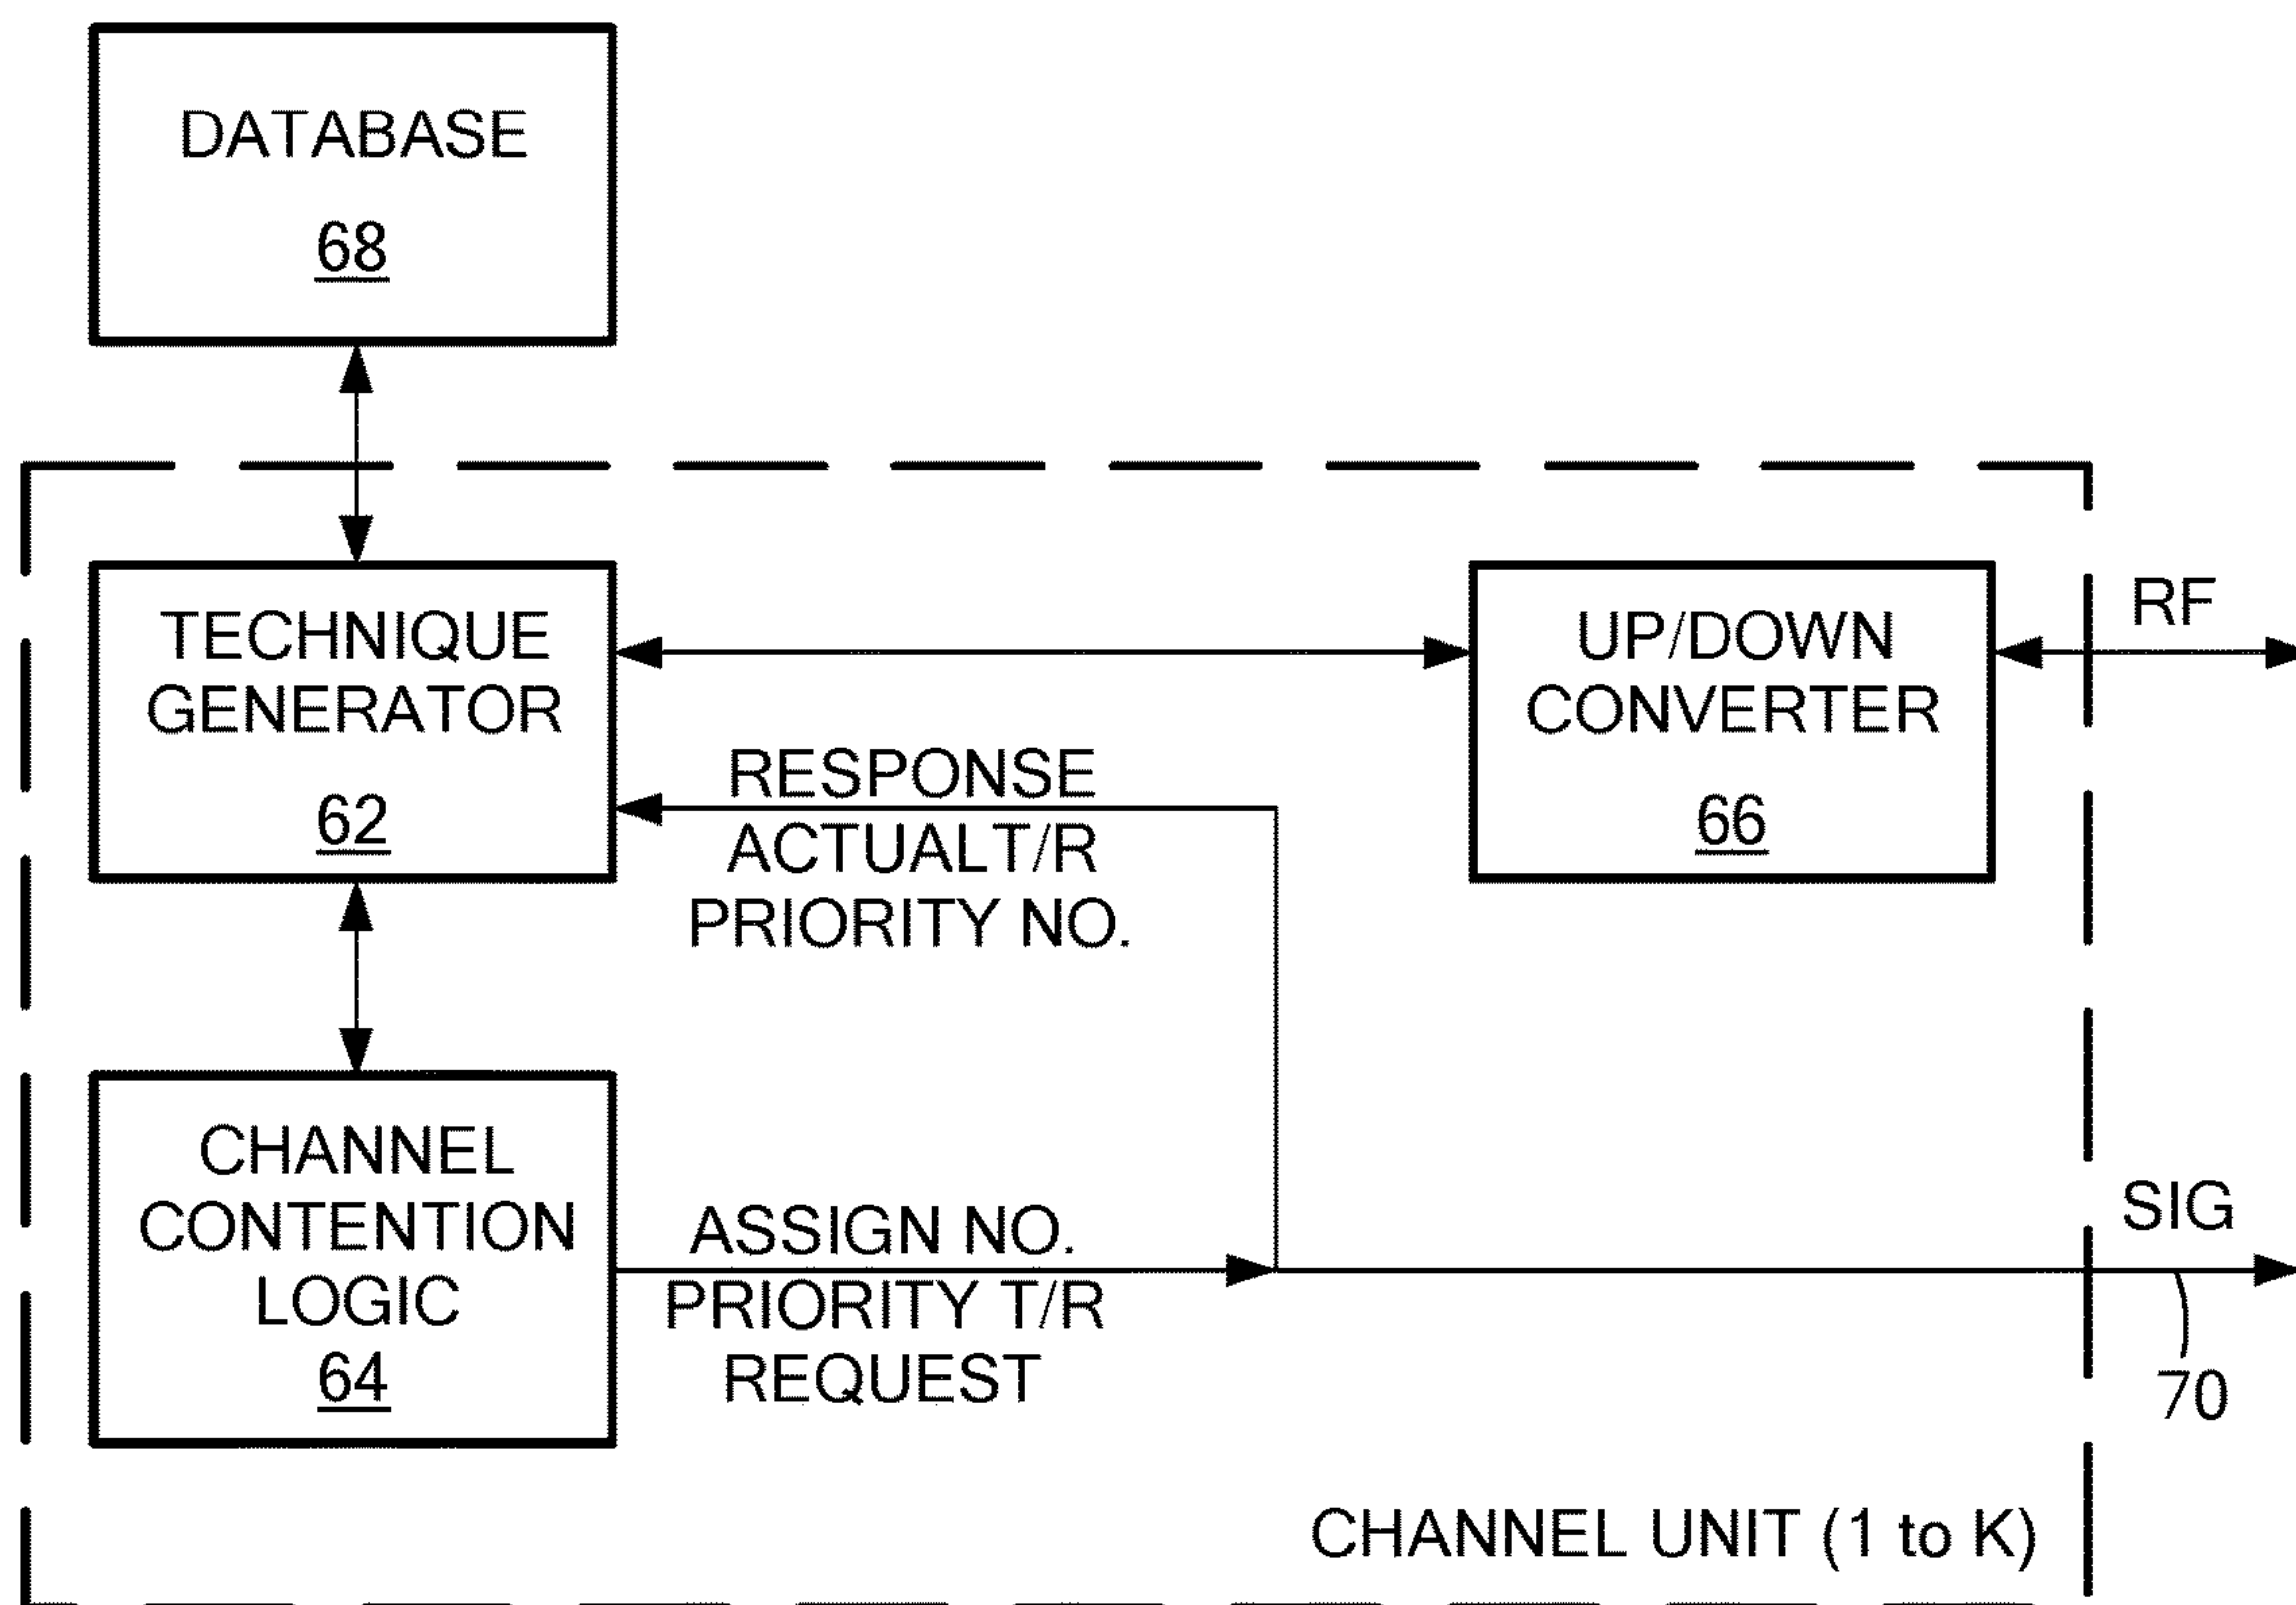 DATABASE
68
TECHNIQUE
GENERATOR
62
UP/DOWN
CONVERTER
66
RF
RESPONSE
ACTUALT/R
PRIORITY NO.
CHANNEL
CONTENTION
LOGIC
64
ASSIGN NO.
PRIORITY T/R
REQUEST
SIG
70
CHANNEL UNIT (1 to K)